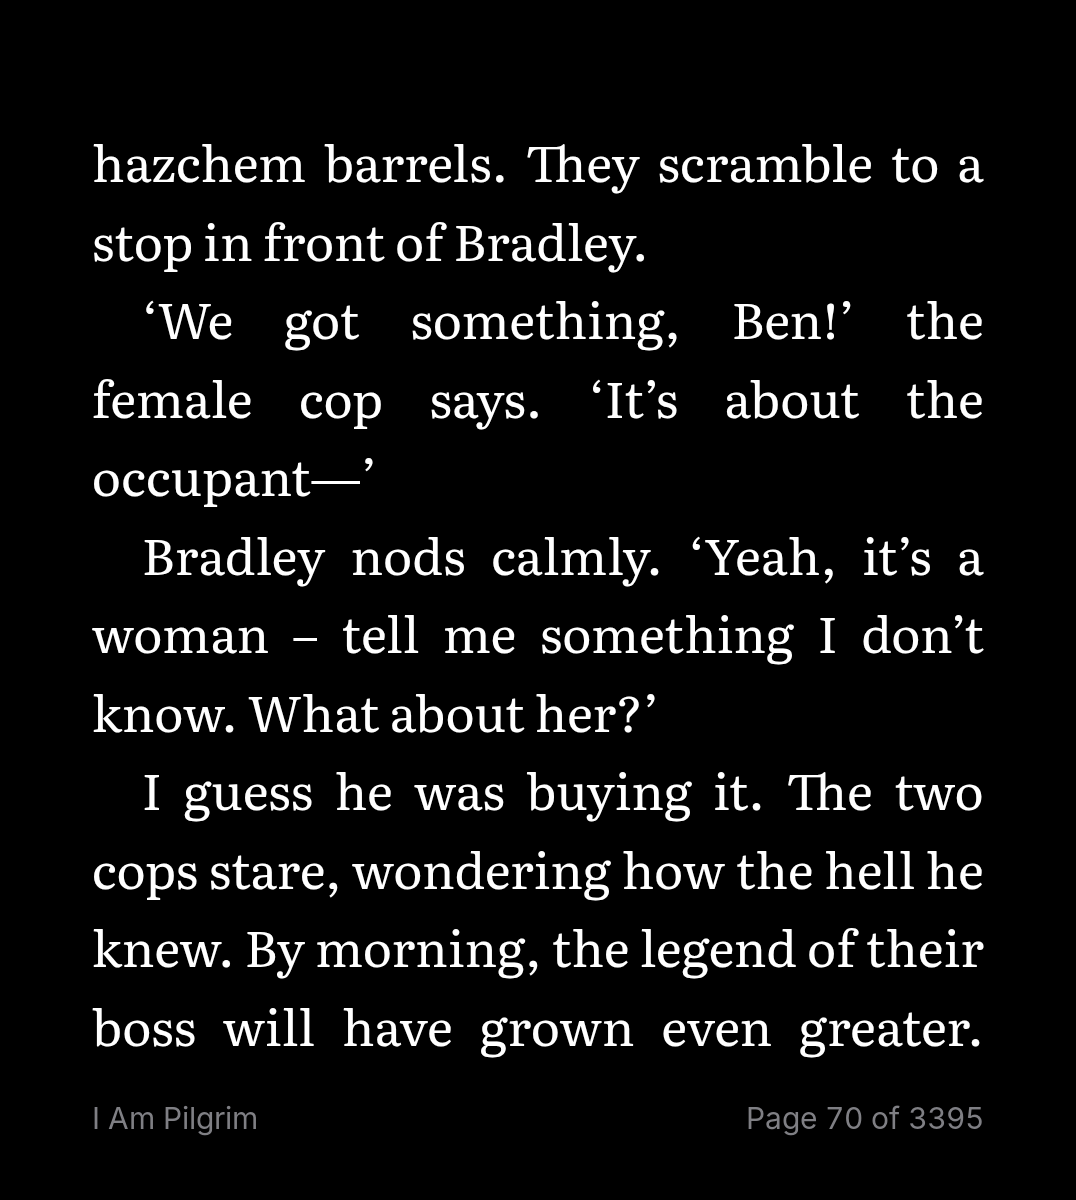 hazchem barrels. They scramble to a
stop in front of Bradley.
‘We got something, Ben!’ the
female cop says. ‘It’s about the
occupant—’
Bradley nods calmly. ‘Yeah, it’s a
woman – tell me something I don’t
know. What about her?’
I guess he was buying it. The two
cops stare, wondering how the hell he
knew. By morning, the legend of their
boss will have grown even greater.
I Am Pilgrim
Page 70 of 3395